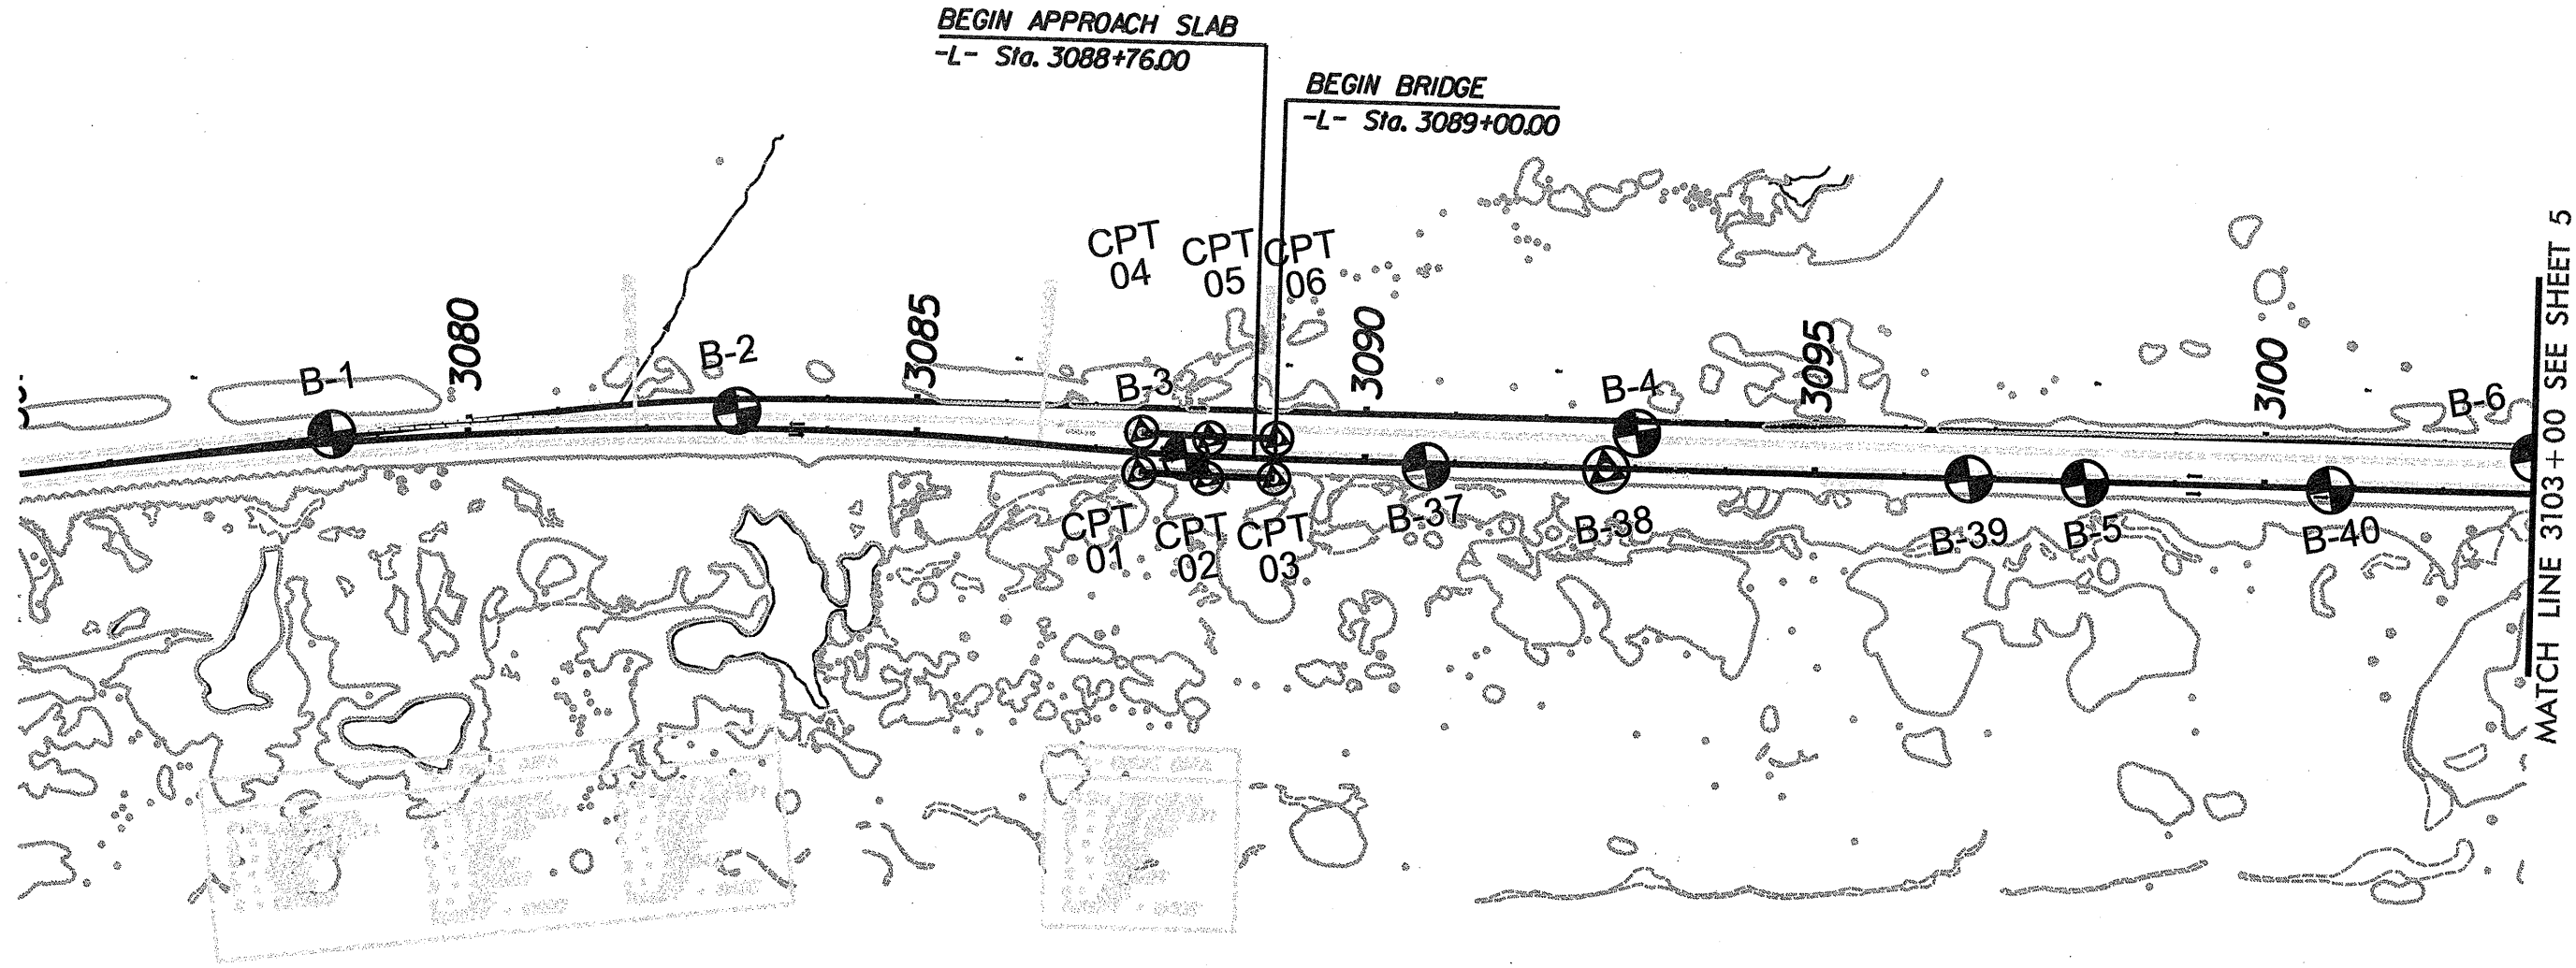 BEGIN APPROACH SLAB
-L- Sta. 3088+76.00
BEGIN BRIDGE
-L- Sta. 3089+00.00
CPT
04
CPT
05
CPT
06
3080
3085
3090
3095
3100
B-1
B-2
B-3
B-4
B-6
CPT
01
CPT
02
CPT
03
B-37
B-38
B-39
B-5
B-40
MATCH LINE 3103+00 SEE SHEET 5